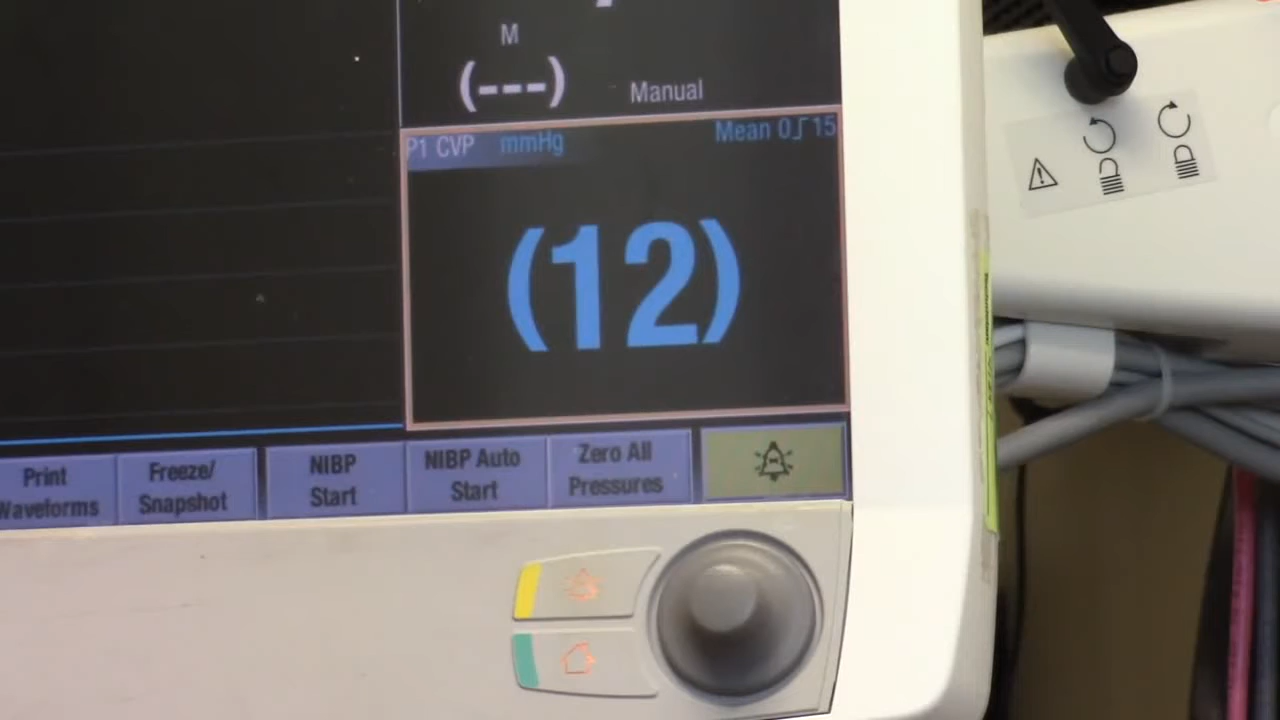 M
(---)
Manual
P1 CVP mmHg
Mean 0 15
(12)
Print
Waveforms
Freeze/
Snapshot
NIBP
Start
NIBP Auto
Start
Zero All
Pressures